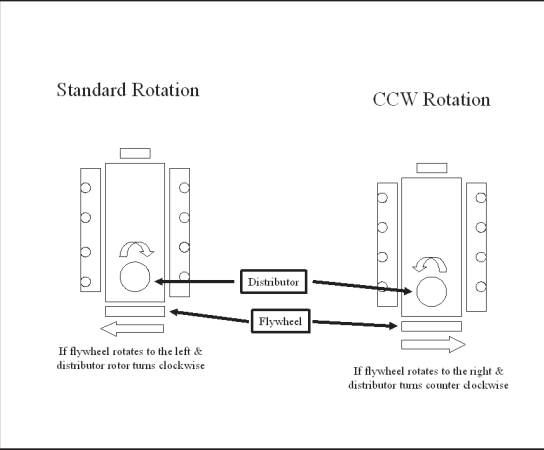 Standard Rotation
CCW Rotation
Distributor
Flywheel
If flywheel rotates to the left &
distributor rotor turns clockwise
If flywheel rotates to the right &
distributor turns counter clockwise